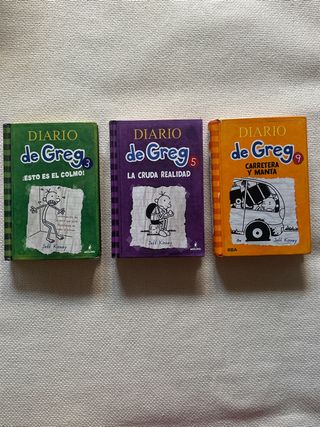 DIARIO
de Greg 3
¡ESTO ES EL COLMO!
Jeff Kinney
DIARIO
de Greg 5
LA CRUDA REALIDAD
Jeff Kinney
DIARIO
de Greg 9
CARRETERA
Y MANTA
RBA
Jeff Kinney